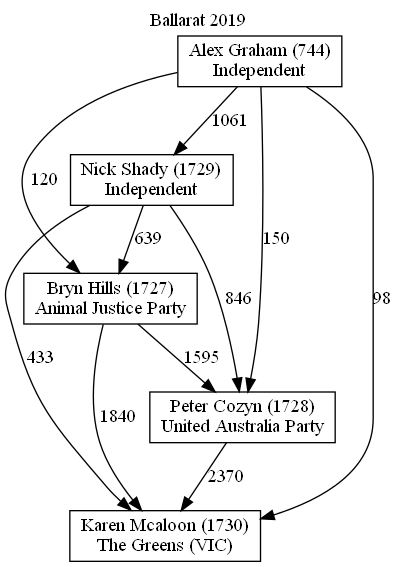 Ballarat 2019
Alex Graham (744)
Independent
1061
Nick Shady (1729)
Independent
120
639
150
Bryn Hills (1727)
Animal Justice Party
846
98
433
1595
Peter Cozyn (1728)
United Australia Party
1840
2370
Karen Mcaloon (1730)
The Greens (VIC)